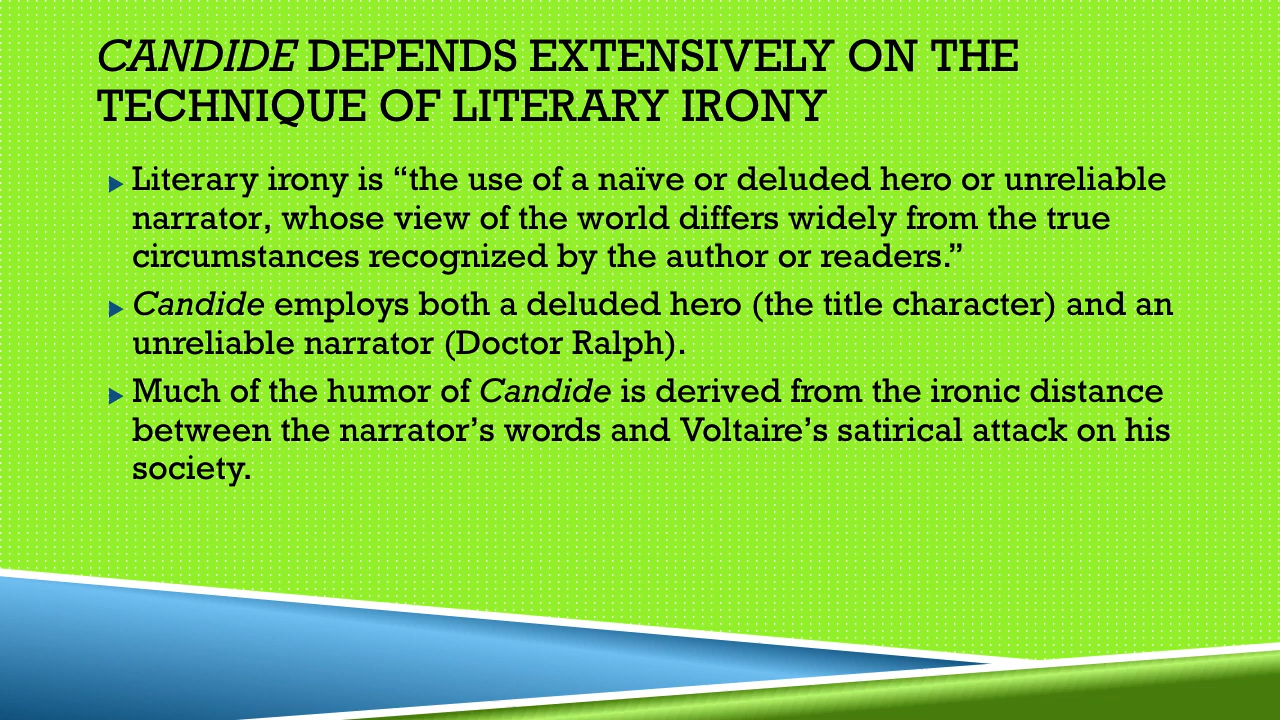 CANDIDE DEPENDS EXTENSIVELY ON THE
TECHNIQUE OF LITERARY IRONY
Literary irony is “the use of a naïve or deluded hero or unreliable
narrator, whose view of the world differs widely from the true
circumstances recognized by the author or readers.”
Candide employs both a deluded hero (the title character) and an
unreliable narrator (Doctor Ralph).
Much of the humor of Candide is derived from the ironic distance
between the narrator’s words and Voltaire’s satirical attack on his
society.